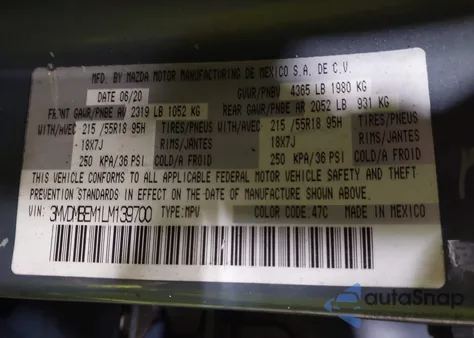 MFD. BY MAZDA MOTOR MANUFACTURING DE MEXICO S.A. DE C.V.
DATE 06/20 GVWR/PNBV 4365 LB 1980 KG
FRONT GAWR/PNBE AV 2319 LB 1052 KG REAR GAWR/PNBE AR 2052 LB 931 KG
WITH/AVEC 215 /55R18 95H TIRES/PNEUS WITH/AVEC 215 /55R18 95H TIRES/PNEUS
18X7J RIMS/JANTES 18X7J RIMS/JANTES
250 KPA/36 PSI COLD/A FROID 250 KPA/36 PSI COLD/A FROID
THIS VEHICLE CONFORMS TO ALL APPLICABLE FEDERAL MOTOR VEHICLE SAFETY AND THEFT
PREVENTION STANDARDS IN EFFECT ON THE DATE OF MANUFACTURE SHOWN ABOVE.
VIN: 3MVDMBEM1LM139700 TYPE:MPV COLOR CODE:47C MADE IN MEXICO
autoSnap